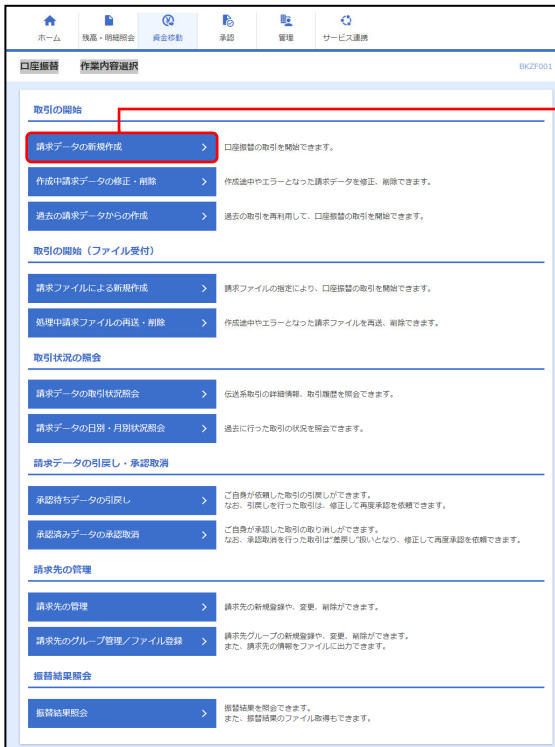 ホーム 残高・明細照会 資金移動 承認 管理 サービス連携
口座振替 作業内容選択 BKZF001
取引の開始
請求データの新規作成 口座振替の取引を開始できます。
作成中請求データの修正・削除 作成途中やエラーとなった請求データを修正、削除できます。
過去の請求データからの作成 過去の取引を再利用して、口座振替の取引を開始できます。
取引の開始（ファイル受付）
請求ファイルによる新規作成 請求ファイルの指定により、口座振替の取引を開始できます。
処理中請求ファイルの再送・削除 作成途中やエラーとなった請求ファイルを再送、削除できます。
取引状況の照会
請求データの取引状況照会 伝送系取引の詳細情報、取引履歴を照会できます。
請求データの日別・月別状況照会 過去に行った取引の状況を照会できます。
請求データの引戻し・承認取消
承認待ちデータの引戻し ご自身が依頼した取引の引戻しができます。
なお、引戻しを行った取引は、修正して再度承認を依頼できます。
承認済みデータの承認取消 ご自身が承認した取引の取り消しができます。
なお、承認取消を行った取引は"差戻し"扱いとなり、修正して再度承認を依頼できます。
請求先の管理
請求先の管理 請求先の新規登録や、変更、削除ができます。
請求先のグループ管理／ファイル登録 請求先グループの新規登録や、変更、削除ができます。
また、請求先の情報をファイルに出力できます。
振替結果照会
振替結果照会 振替結果を照会できます。
また、振替結果のファイル取得もできます。